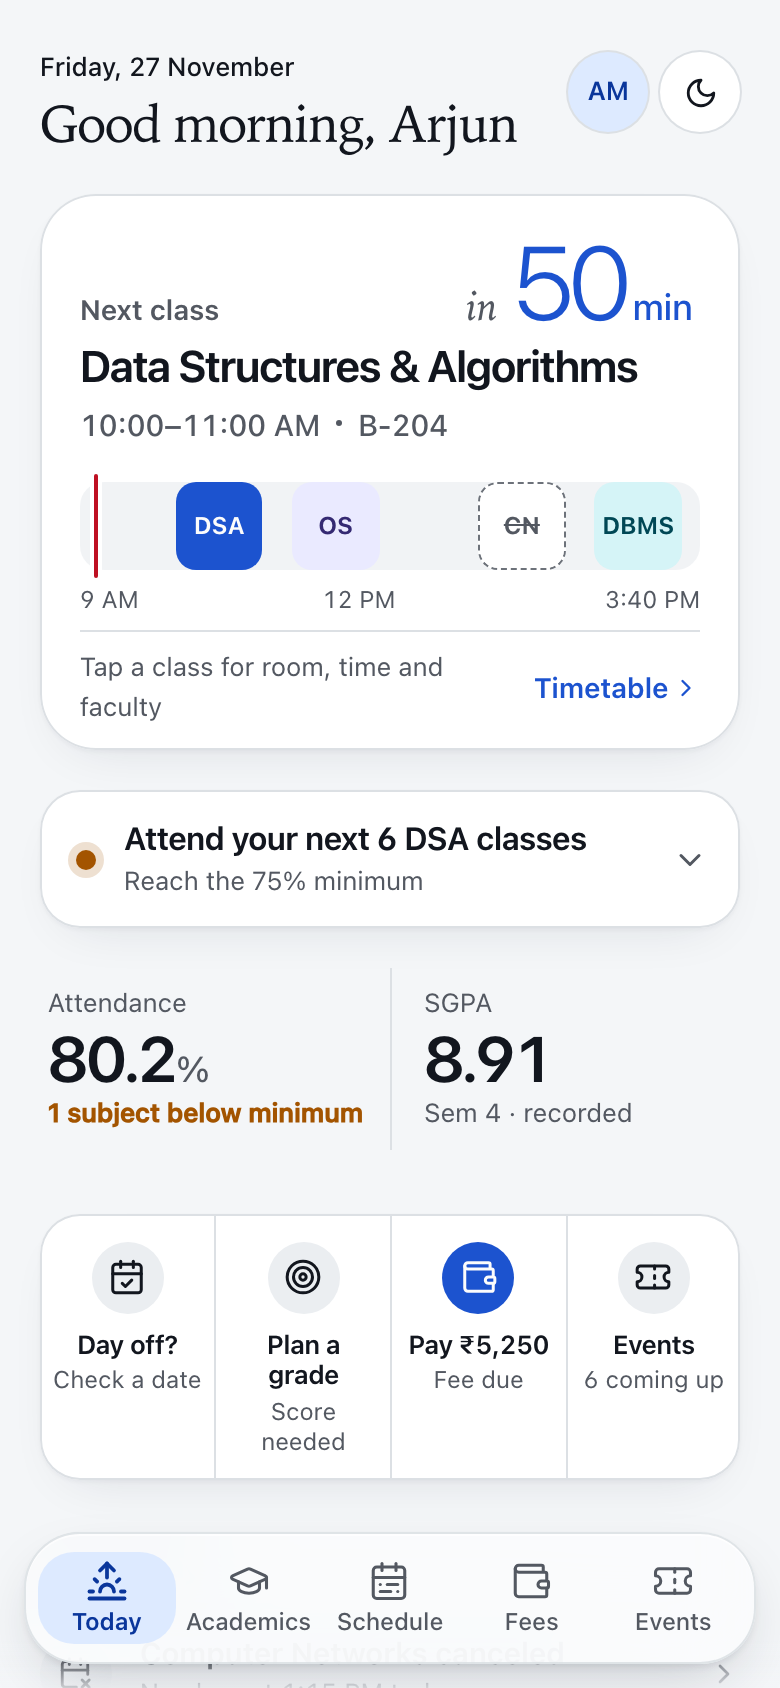 Friday, 27 November
Good morning, Arjun
AM
Next class
in 50 min
Data Structures & Algorithms
10:00–11:00 AM • B-204
DSA
OS
CN
DBMS
9 AM
12 PM
3:40 PM
Tap a class for room, time and
faculty
Timetable
Attend your next 6 DSA classes
Reach the 75% minimum
Attendance
80.2%
1 subject below minimum
SGPA
8.91
Sem 4 · recorded
Day off?
Check a date
Plan a
grade
Score
needed
Pay ₹5,250
Fee due
Events
6 coming up
Today
Academics
Schedule
Fees
Events
Computer Networks canceled